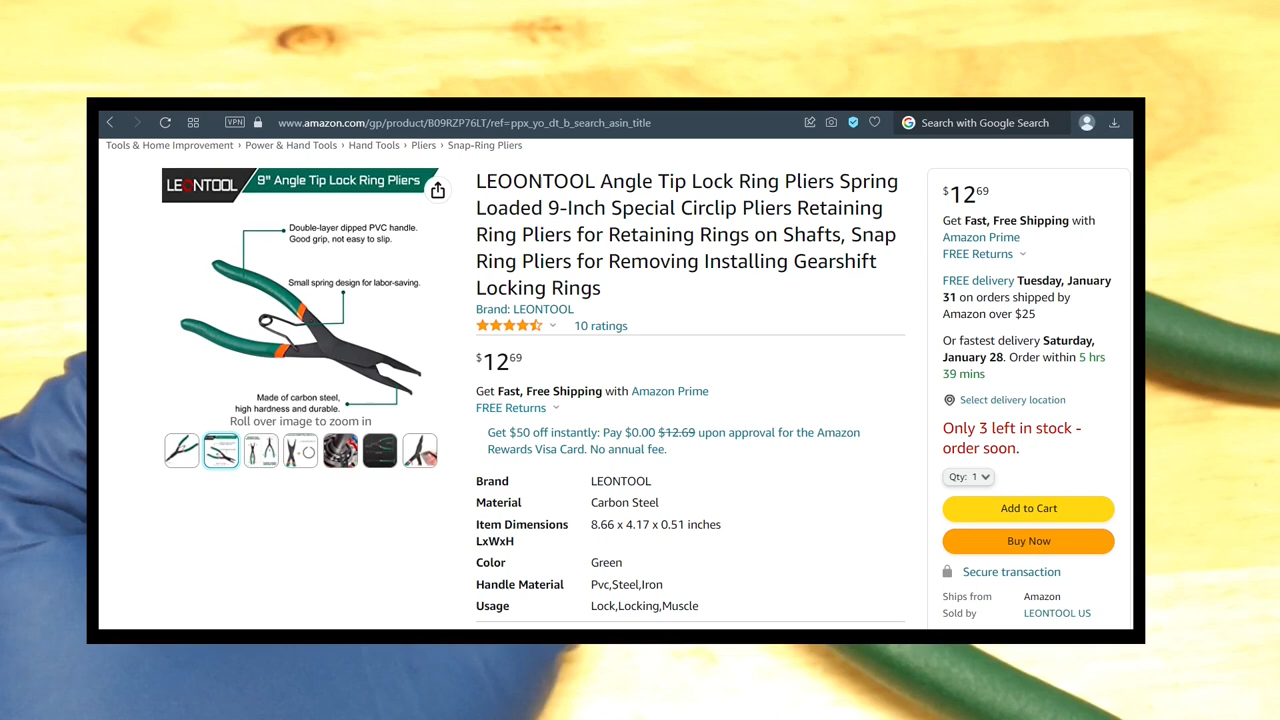 VPN
www.amazon.com/gp/product/B09RZP76LT/ref=ppx_yo_dt_b_search_asin_title
Search with Google Search
Tools & Home Improvement › Power & Hand Tools › Hand Tools › Pliers › Snap-Ring Pliers
LEONTOOL
9" Angle Tip Lock Ring Pliers
Double-layer dipped PVC handle.
Good grip, not easy to slip.
Small spring design for labor-saving.
Made of carbon steel,
high hardness and durable.
Roll over image to zoom in
LEOONTOOL Angle Tip Lock Ring Pliers Spring
Loaded 9-Inch Special Circlip Pliers Retaining
Ring Pliers for Retaining Rings on Shafts, Snap
Ring Pliers for Removing Installing Gearshift
Locking Rings
Brand: LEONTOOL
10 ratings
$12 69
Get Fast, Free Shipping with Amazon Prime
FREE Returns
Get $50 off instantly: Pay $0.00 $12.69 upon approval for the Amazon
Rewards Visa Card. No annual fee.
Brand LEONTOOL
Material Carbon Steel
Item Dimensions 8.66 x 4.17 x 0.51 inches
LxWxH
Color Green
Handle Material Pvc,Steel,Iron
Usage Lock,Locking,Muscle
$12 69
Get Fast, Free Shipping with
Amazon Prime
FREE Returns
FREE delivery Tuesday, January
31 on orders shipped by
Amazon over $25
Or fastest delivery Saturday,
January 28. Order within 5 hrs
39 mins
Select delivery location
Only 3 left in stock -
order soon.
Qty: 1
Add to Cart
Buy Now
Secure transaction
Ships from Amazon
Sold by LEONTOOL US